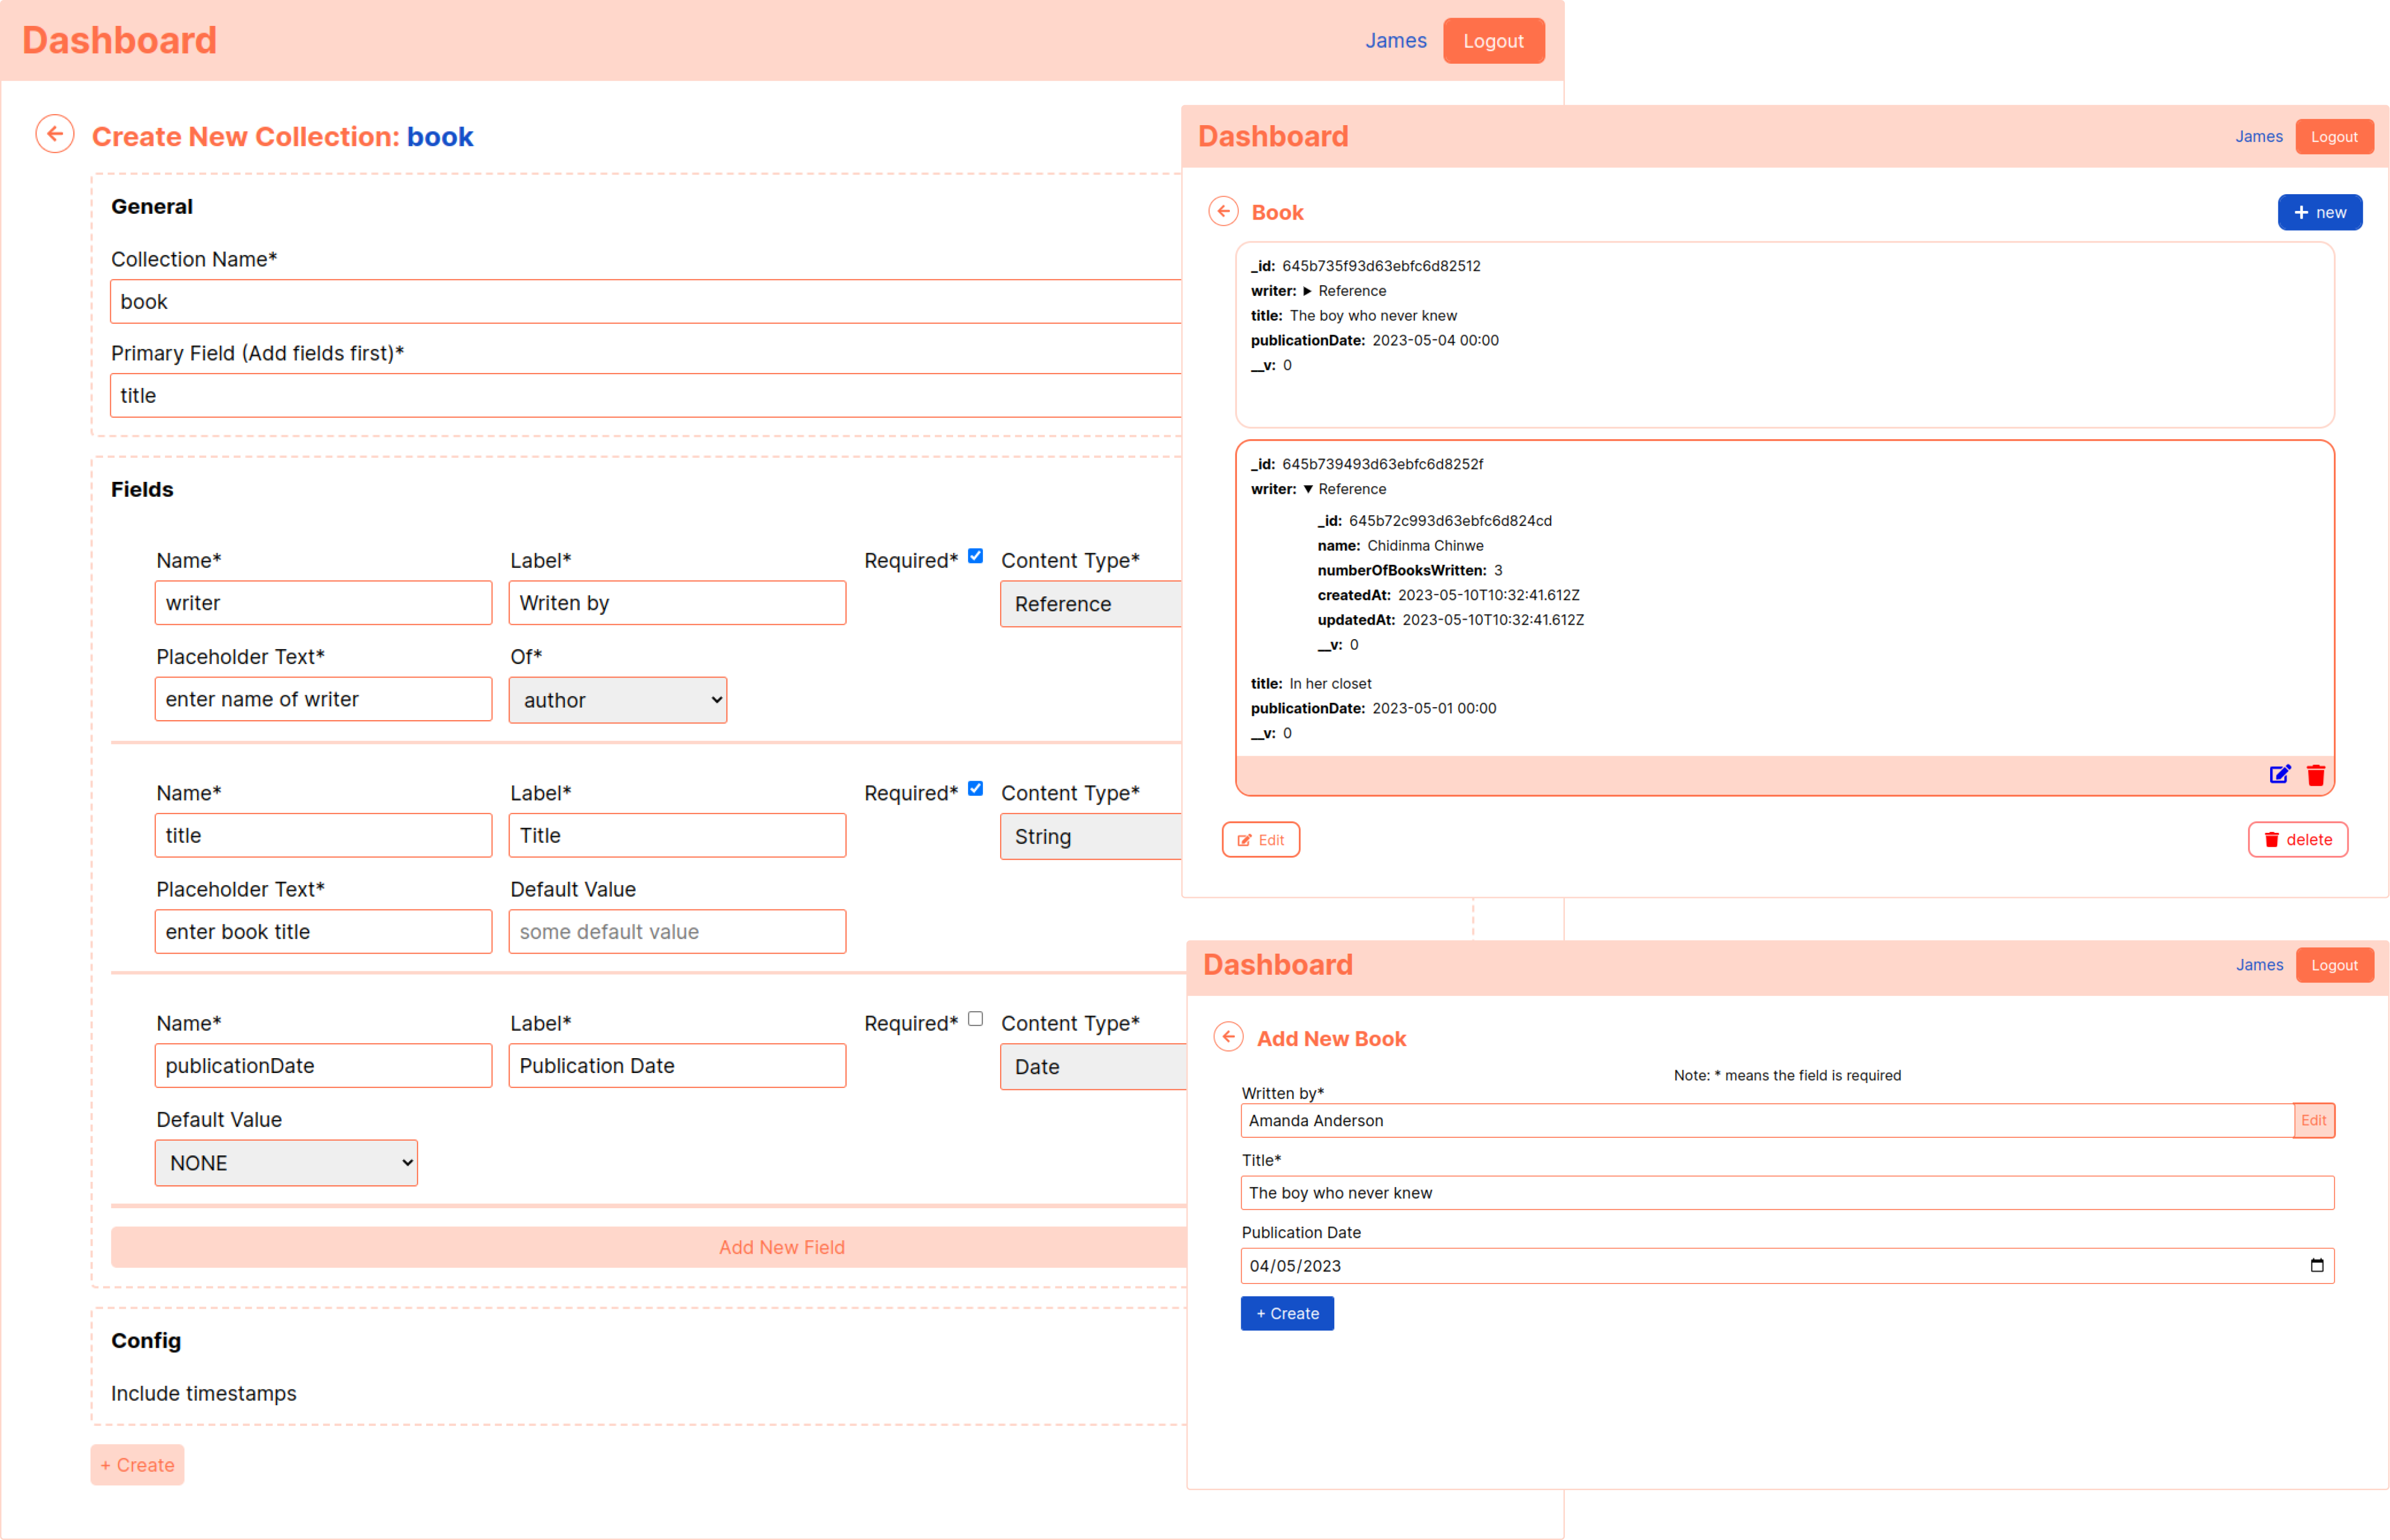 Dashboard
James Logout
Create New Collection: book
General
Collection Name*
book
Primary Field (Add fields first)*
title
Fields
Name* Label* Required* Content Type*
writer Writen by Reference
Placeholder Text* Of*
enter name of writer author
Name* Label* Required* Content Type*
title Title String
Placeholder Text* Default Value
enter book title some default value
Name* Label* Required* Content Type*
publicationDate Publication Date Date
Default Value
NONE
Add New Field
Config
Include timestamps
+ Create
Dashboard
James Logout
Book
+ new
_id: 645b735f93d63ebfc6d82512
writer: ▶ Reference
title: The boy who never knew
publicationDate: 2023-05-04 00:00
__v: 0
_id: 645b739493d63ebfc6d8252f
writer: ▼ Reference
_id: 645b72c993d63ebfc6d824cd
name: Chidinma Chinwe
numberOfBooksWritten: 3
createdAt: 2023-05-10T10:32:41.612Z
updatedAt: 2023-05-10T10:32:41.612Z
__v: 0
title: In her closet
publicationDate: 2023-05-01 00:00
__v: 0
Edit
delete
Dashboard
James Logout
Add New Book
Note: * means the field is required
Written by*
Amanda Anderson Edit
Title*
The boy who never knew
Publication Date
04/05/2023
+ Create